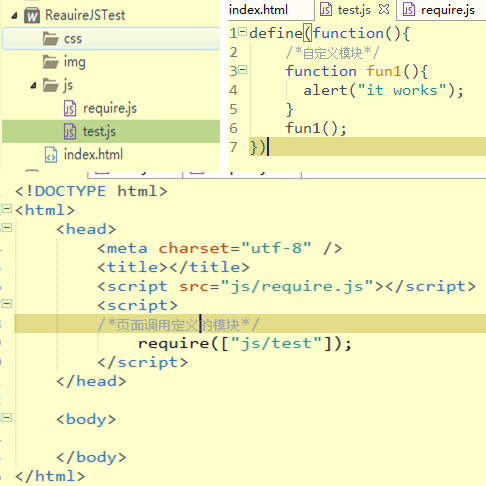 ReauireJSTest
css
img
js
require.js
test.js
index.html
index.html test.js require.js
1 define(function(){
2 /*自定义模块*/
3 function fun1(){
4 alert("it works");
5 }
6 fun1();
7 })
<!DOCTYPE html>
<html>
<head>
<meta charset="utf-8" />
<title></title>
<script src="js/require.js"></script>
<script>
/*页面调用定义的模块*/
require(["js/test"]);
</script>
</head>
<body>
</body>
</html>